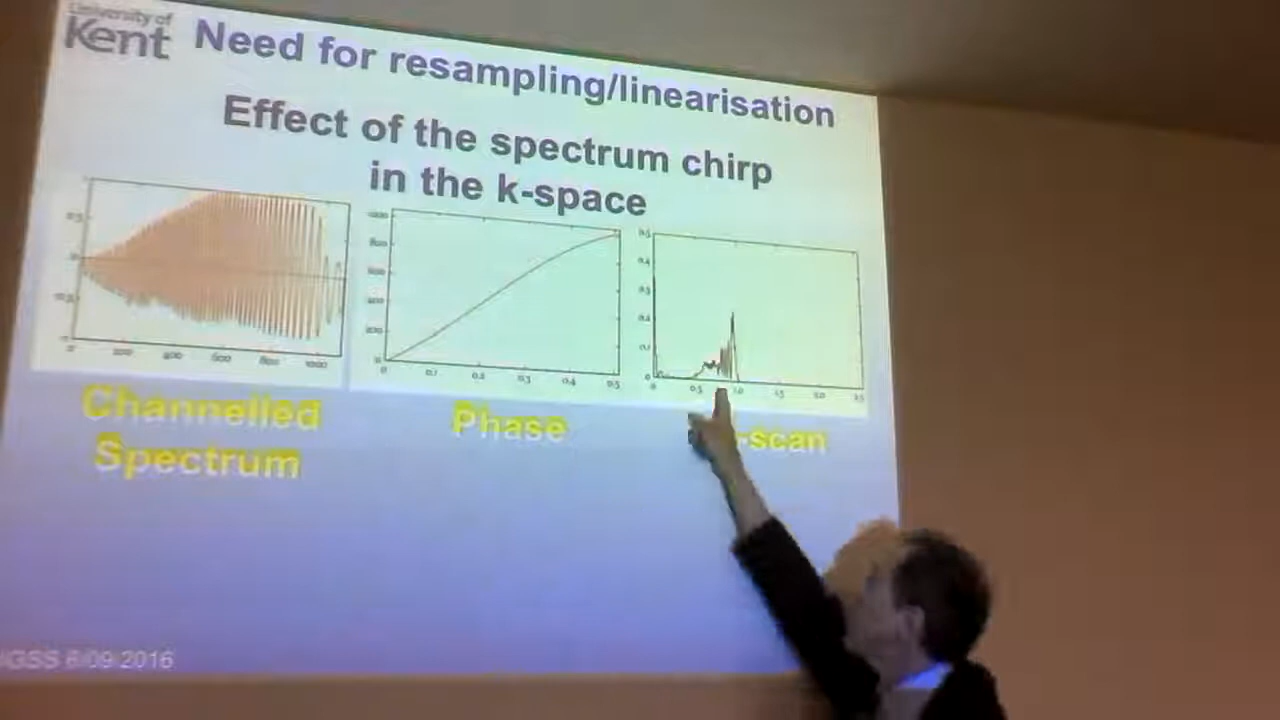 University of
Kent
Need for resampling/linearisation
Effect of the spectrum chirp
in the k-space
Channelled
Spectrum
Phase
-scan
GSS 6/09/2016